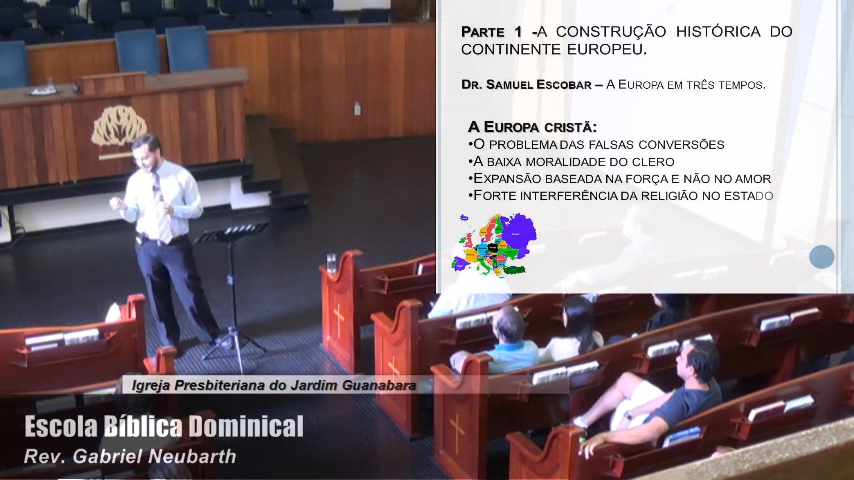 Parte 1 -A CONSTRUÇÃO HISTÓRICA DO
CONTINENTE EUROPEU.
Dr. Samuel Escobar – A Europa em três tempos.
A Europa cristã:
•O problema das falsas conversões
•A baixa moralidade do clero
•Expansão baseada na força e não no amor
•Forte interferência da religião no estado
Igreja Presbiteriana do Jardim Guanabara
Escola Bíblica Dominical
Rev. Gabriel Neubarth